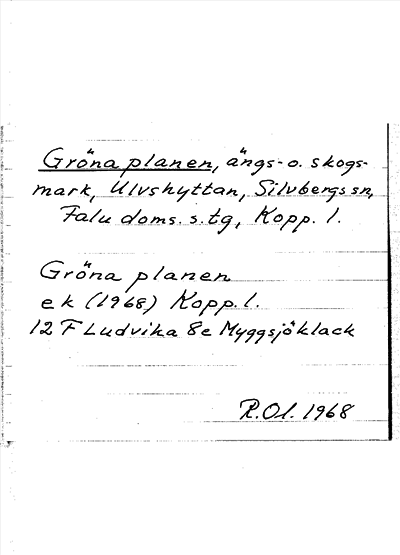 Gröna planen, ängs- o. skogs-
mark, Ulvshyttan, Silvbergs sn,
Falu doms. s. tg, Kopp. l.
Gröna planen
ek (1968) Kopp. l.
12 F Ludvika 8e Myggsjöklack
R.Ol. 1968